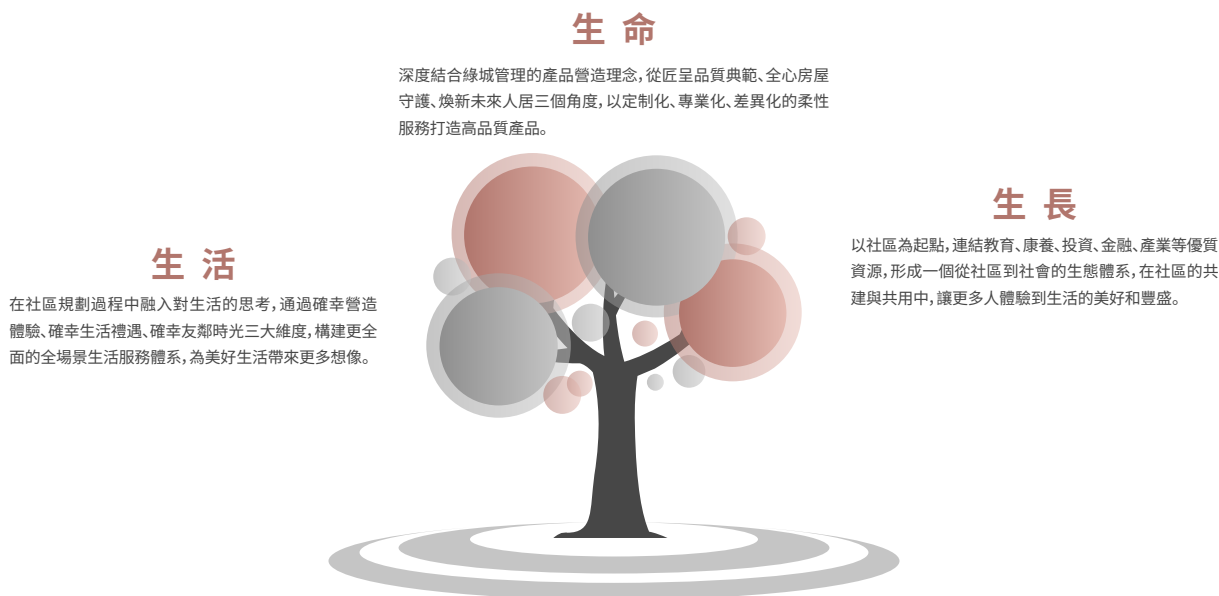 生命
深度結合綠城管理的產品營造理念,從匠呈品質典範、全心房屋
守護、煥新未來人居三個角度,以定制化、專業化、差異化的柔性
服務打造高品質產品。
生長
以社區為起點,連結教育、康養、投資、金融、產業等優質
資源,形成一個從社區到社會的生態體系,在社區的共
建與共用中,讓更多人體驗到生活的美好和豐盛。
生活
在社區規劃過程中融入對生活的思考,通過確幸營造
體驗、確幸生活禮遇、確幸友鄰時光三大維度,構建更全
面的全場景生活服務體系,為美好生活帶來更多想像。